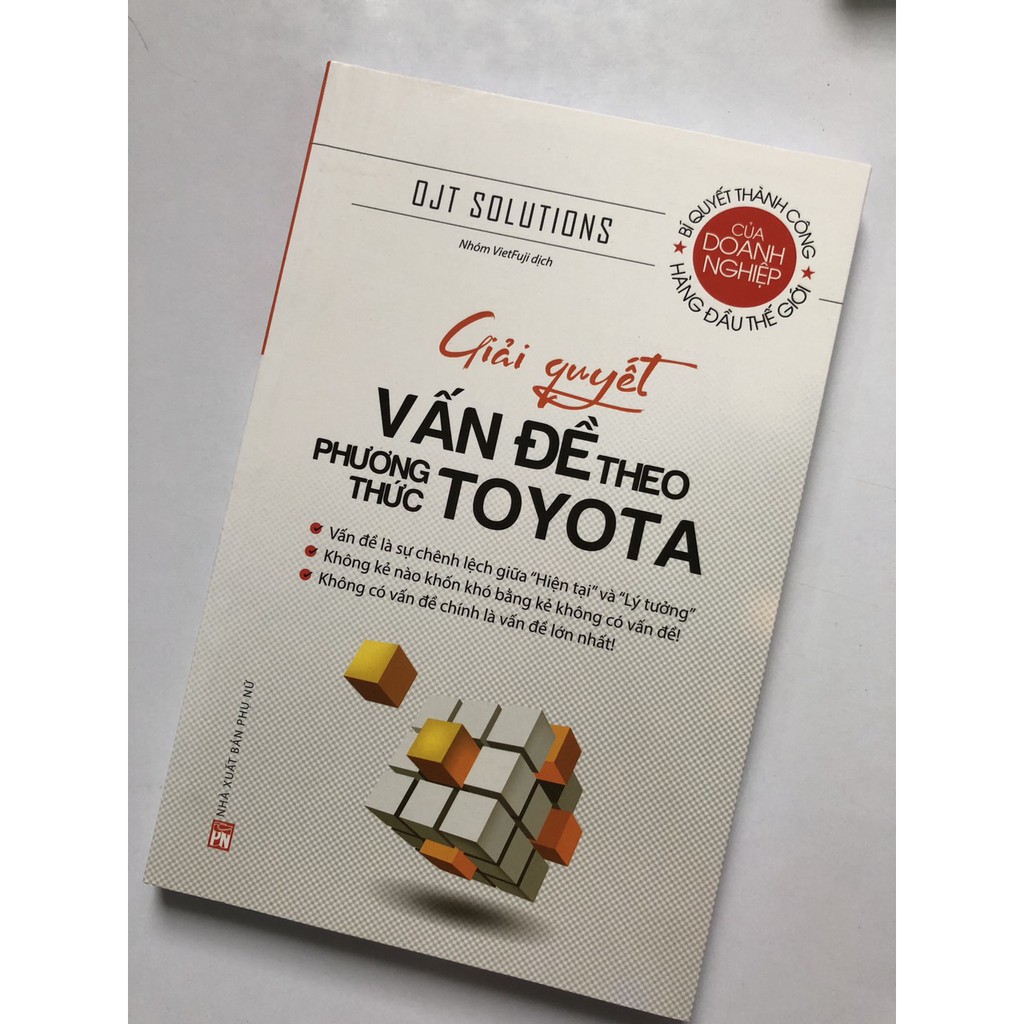 OJT SOLUTIONS
Nhóm VietFuji dịch
BÍ QUYẾT THÀNH CÔNG
CỦA
DOANH
NGHIỆP
HÀNG ĐẦU THẾ GIỚI
Giải quyết
VẤN ĐỀ THEO
PHƯƠNG
THỨC
TOYOTA
Vấn đề là sự chênh lệch giữa "Hiện tại" và "Lý tưởng"
Không kẻ nào khốn khó bằng kẻ không có vấn đề!
Không có vấn đề chính là vấn đề lớn nhất!
NHÀ XUẤT BẢN PHỤ NỮ
PN